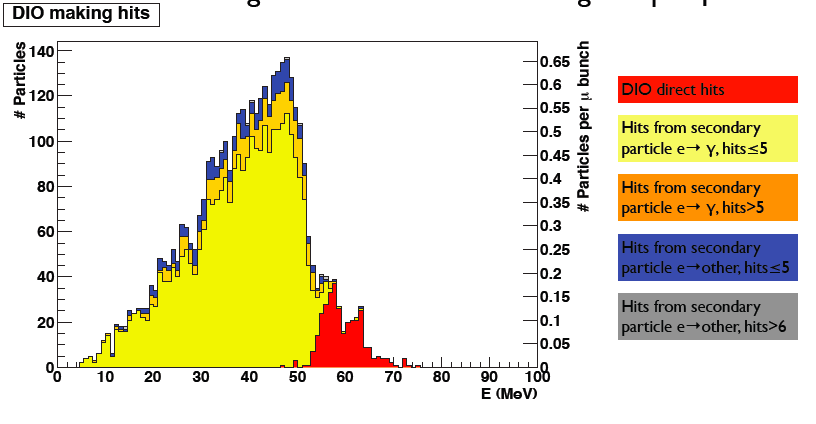 DIO making hits
# Particles
140
120
100
80
60
40
20
0
0.65
0.6
0.55
0.5
0.45
0.4
0.35
0.3
0.25
0.2
0.15
0.1
0.05
0
# Particles per μ bunch
0 10 20 30 40 50 60 70 80 90 100
E (MeV)
DIO direct hits
Hits from secondary
particle e→ γ, hits≤5
Hits from secondary
particle e→ γ, hits>5
Hits from secondary
particle e→other, hits≤5
Hits from secondary
particle e→other, hits>6